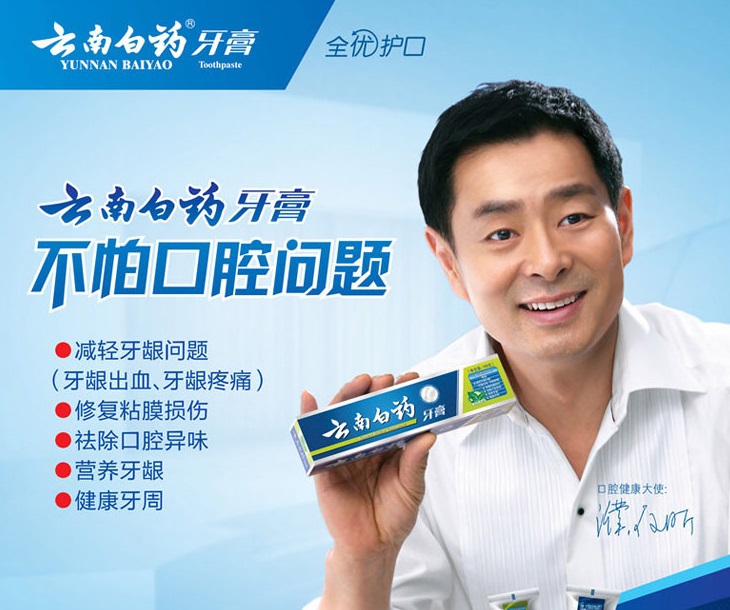 云南白药®牙膏
YUNNAN BAIYAO Toothpaste
全优护口
云南白药牙膏
不怕口腔问题
●减轻牙龈问题
(牙龈出血、牙龈疼痛)
●修复粘膜损伤
●祛除口腔异味
●营养牙龈
●健康牙周
云南白药 牙膏
口腔健康大使: